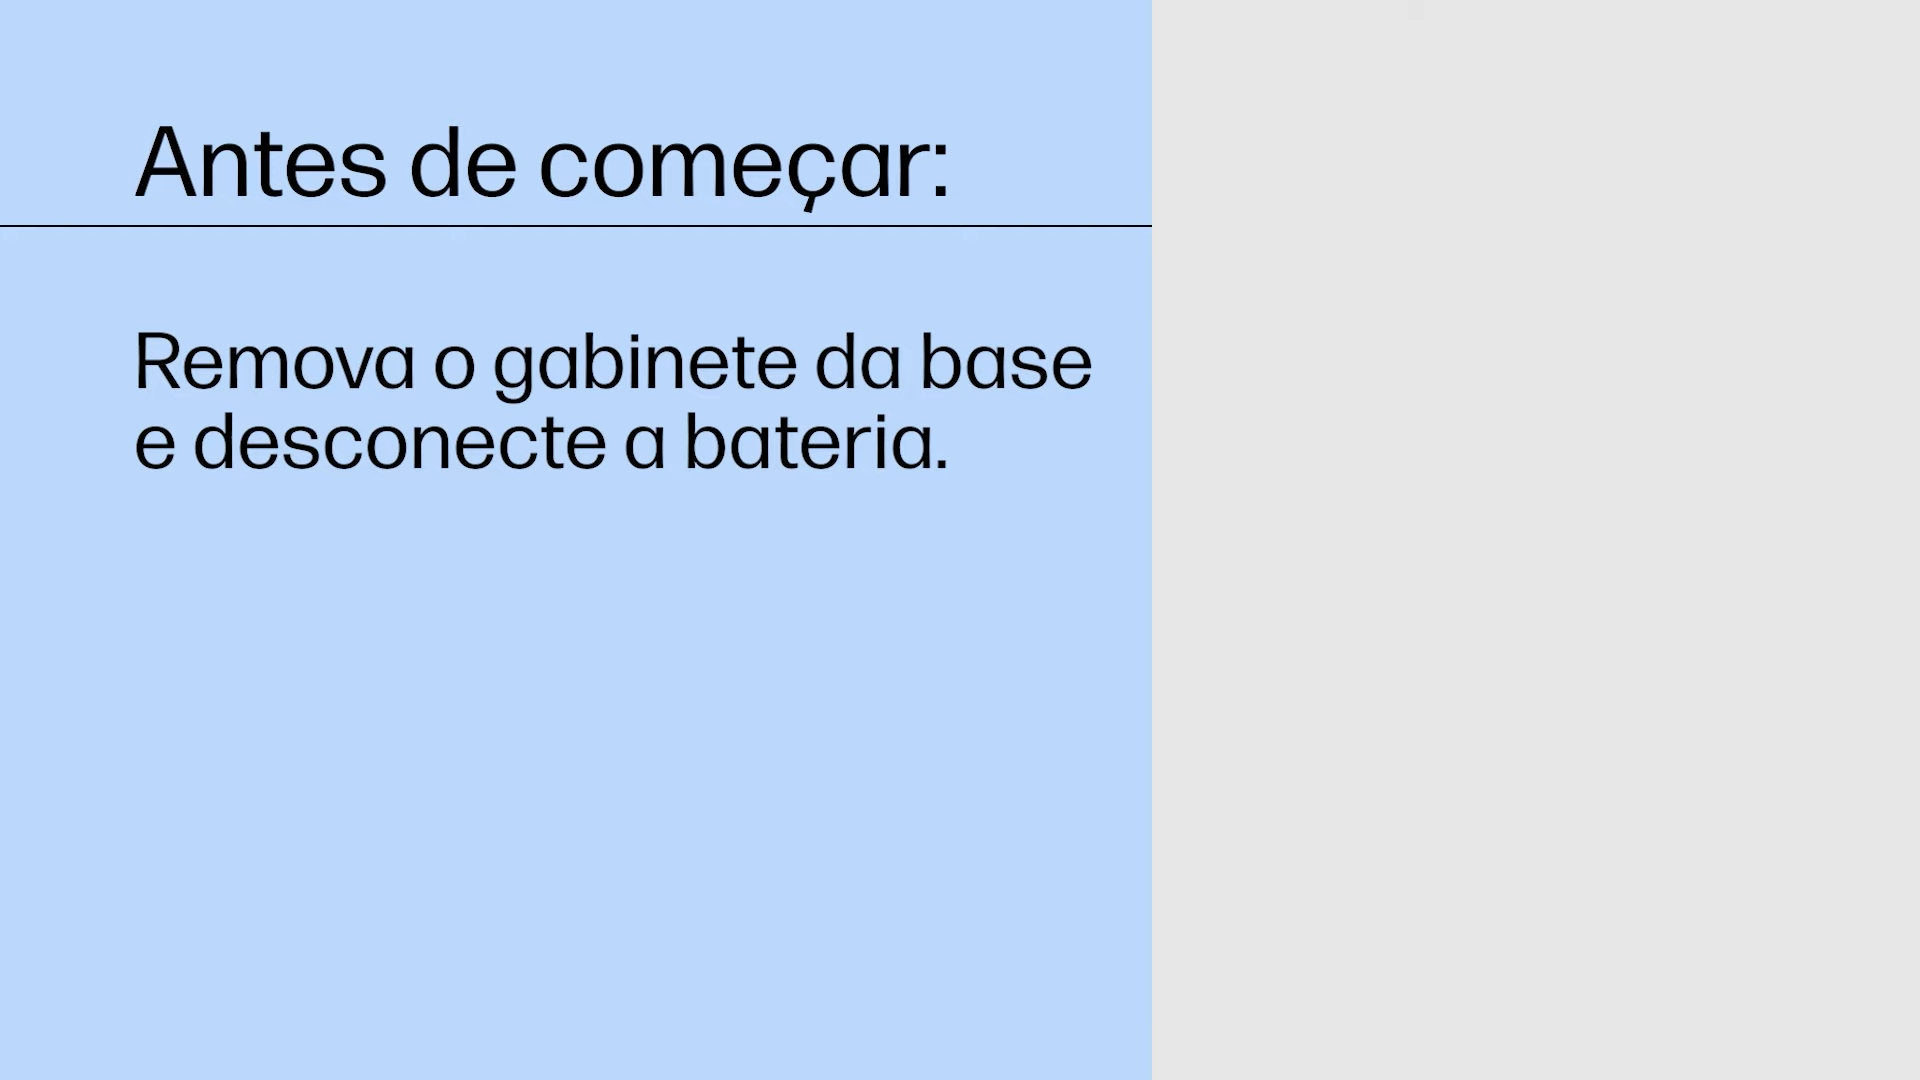 Antes de começar:
Remova o gabinete da base
e desconecte a bateria.